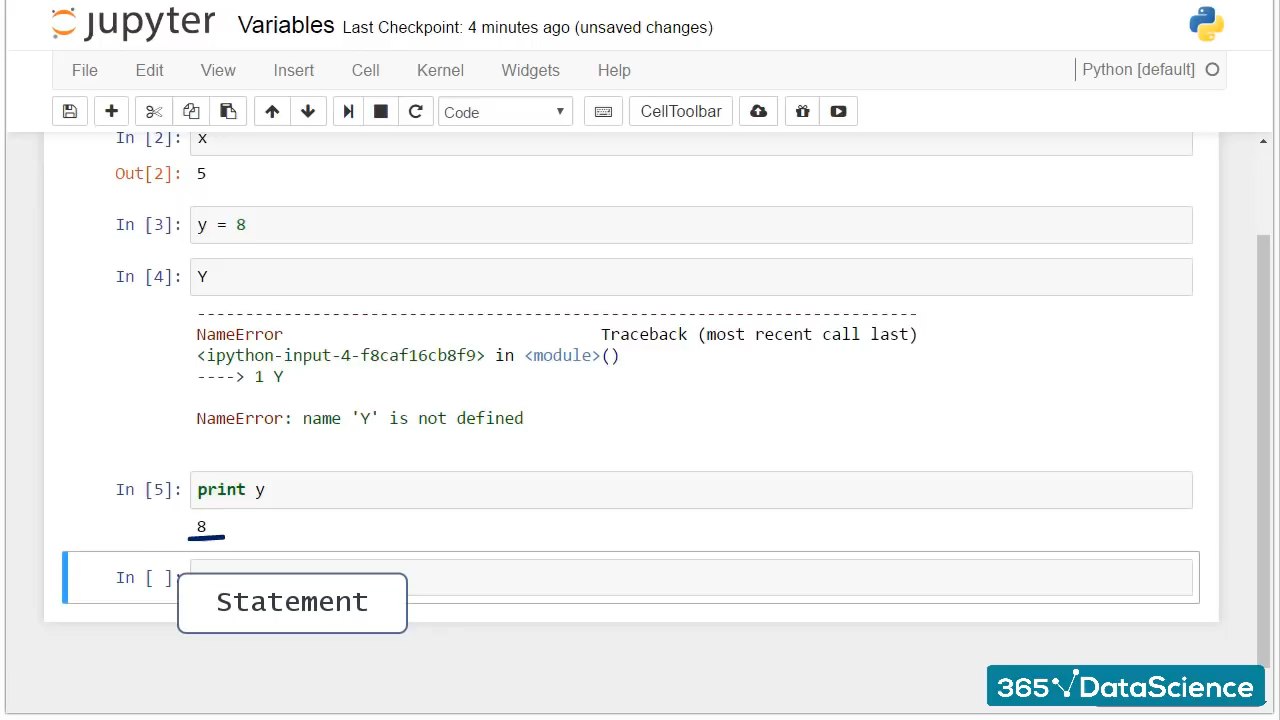 jupyter Variables Last Checkpoint: 4 minutes ago (unsaved changes)
File Edit View Insert Cell Kernel Widgets Help Python [default]
Code CellToolbar
In [2]: x
Out[2]: 5
In [3]: y = 8
In [4]: Y
---------------------------------------------------------------------------
NameError Traceback (most recent call last)
<ipython-input-4-f8caf16cb8f9> in <module>()
----> 1 Y
NameError: name 'Y' is not defined
In [5]: print y
8
In [ ]:
Statement
365 DataScience